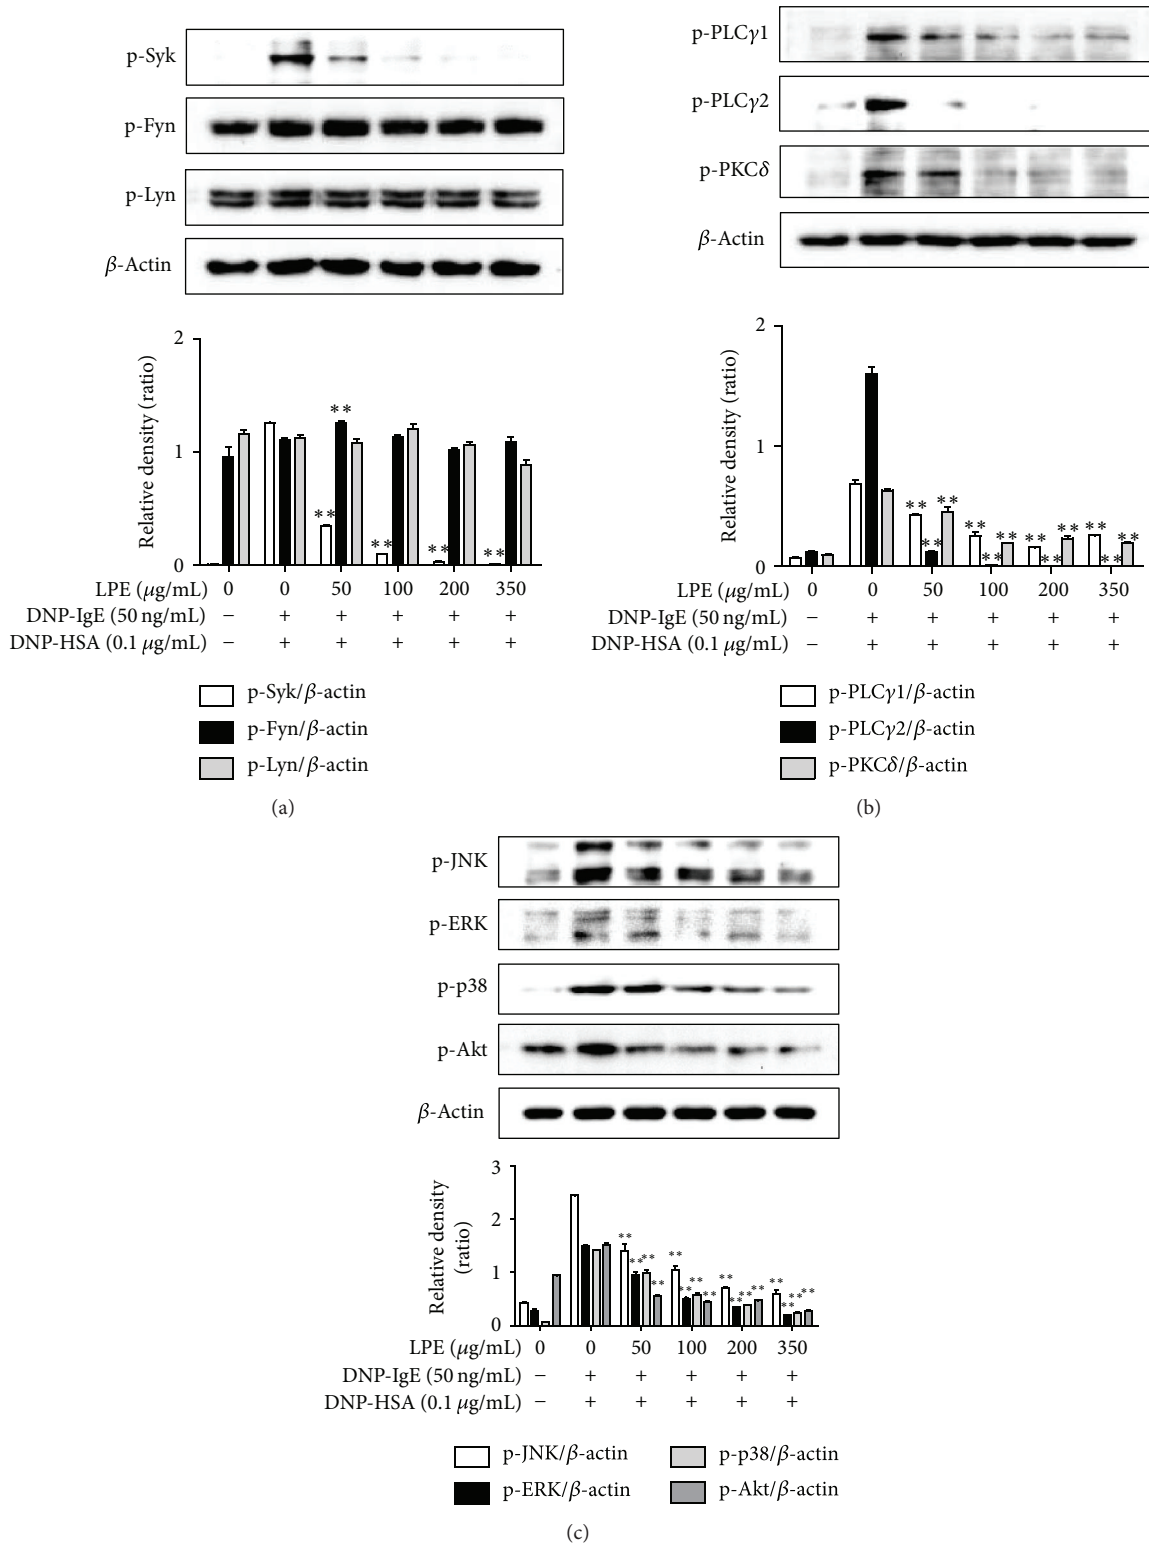 p-Syk
p-Fyn
p-Lyn
β-Actin
2
1
0
Relative density (ratio)
** ** ** ** **
LPE (μg/mL) 0 0 50 100 200 350
DNP-IgE (50 ng/mL) − + + + + +
DNP-HSA (0.1 μg/mL) − + + + + +
p-Syk/β-actin
p-Fyn/β-actin
p-Lyn/β-actin
(a)
p-PLCγ1
p-PLCγ2
p-PKCδ
β-Actin
2
1
0
Relative density (ratio)
** ** ** ** ** ** ** ** ** ** ** **
LPE (μg/mL) 0 0 50 100 200 350
DNP-IgE (50 ng/mL) − + + + + +
DNP-HSA (0.1 μg/mL) − + + + + +
p-PLCγ1/β-actin
p-PLCγ2/β-actin
p-PKCδ/β-actin
(b)
p-JNK
p-ERK
p-p38
p-Akt
β-Actin
3
2
1
0
Relative density
(ratio)
** ** ** ** ** ** ** ** ** ** ** ** ** ** ** **
LPE (μg/mL) 0 0 50 100 200 350
DNP-IgE (50 ng/mL) − + + + + +
DNP-HSA (0.1 μg/mL) − + + + + +
p-JNK/β-actin p-p38/β-actin
p-ERK/β-actin p-Akt/β-actin
(c)